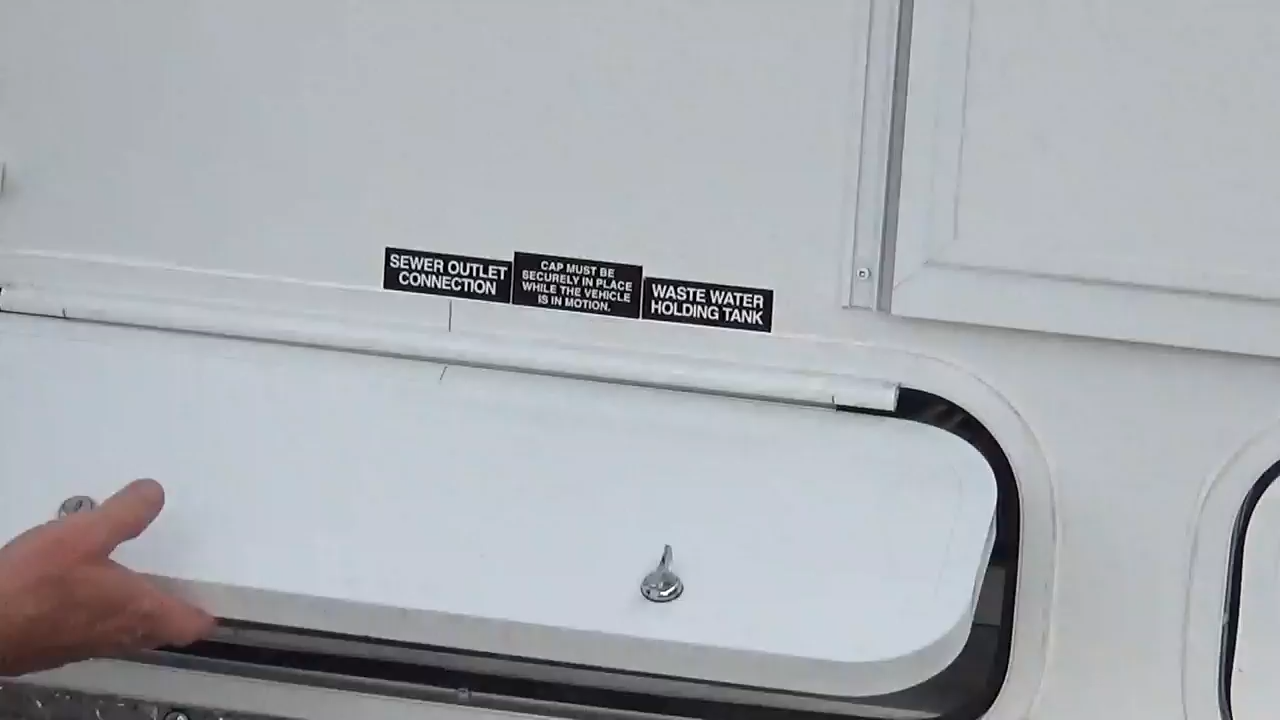 SEWER OUTLET
CONNECTION
CAP MUST BE
SECURELY IN PLACE
WHILE THE VEHICLE
IS IN MOTION.
WASTE WATER
HOLDING TANK